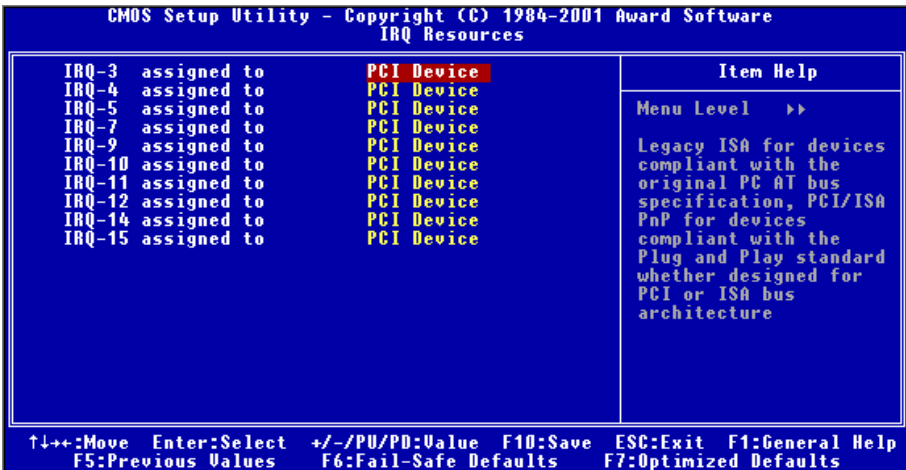 CMOS Setup Utility - Copyright (C) 1984-2001 Award Software
IRQ Resources
IRQ-3 assigned to PCI Device
IRQ-4 assigned to PCI Device
IRQ-5 assigned to PCI Device
IRQ-7 assigned to PCI Device
IRQ-9 assigned to PCI Device
IRQ-10 assigned to PCI Device
IRQ-11 assigned to PCI Device
IRQ-12 assigned to PCI Device
IRQ-14 assigned to PCI Device
IRQ-15 assigned to PCI Device
Item Help
Menu Level ▸▸
Legacy ISA for devices
compliant with the
original PC AT bus
specification, PCI/ISA
PnP for devices
compliant with the
Plug and Play standard
whether designed for
PCI or ISA bus
architecture
↑↓→←:Move Enter:Select +/-/PU/PD:Value F10:Save ESC:Exit F1:General Help
F5:Previous Values F6:Fail-Safe Defaults F7:Optimized Defaults